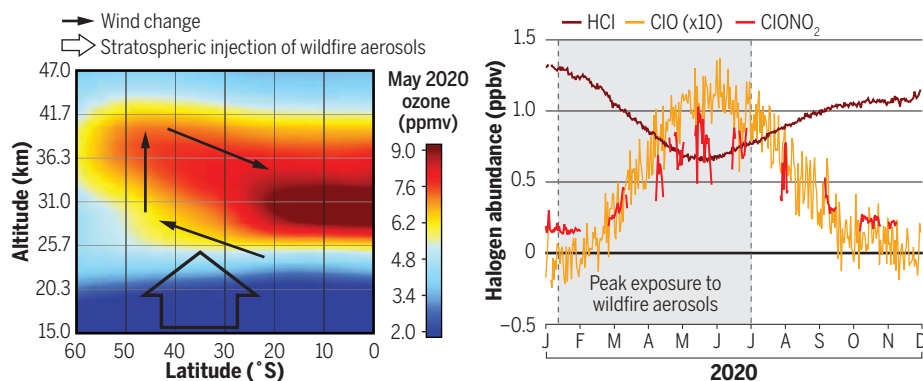 Wind change
Stratospheric injection of wildfire aerosols
47.0
41.7
36.3
31.0
25.7
20.3
15.0
Altitude (km)
60 40 30 20 10 0
Latitude (°S)
May 2020
ozone
(ppmv)
9.0
7.6
6.2
4.8
3.4
2.0
HCl ClO (x10) ClONO₂
1.5
1.0
0.5
0
–0.5
Halogen abundance (ppbv)
Peak exposure to
wildfire aerosols
J F M A M J J A S O N D
2020